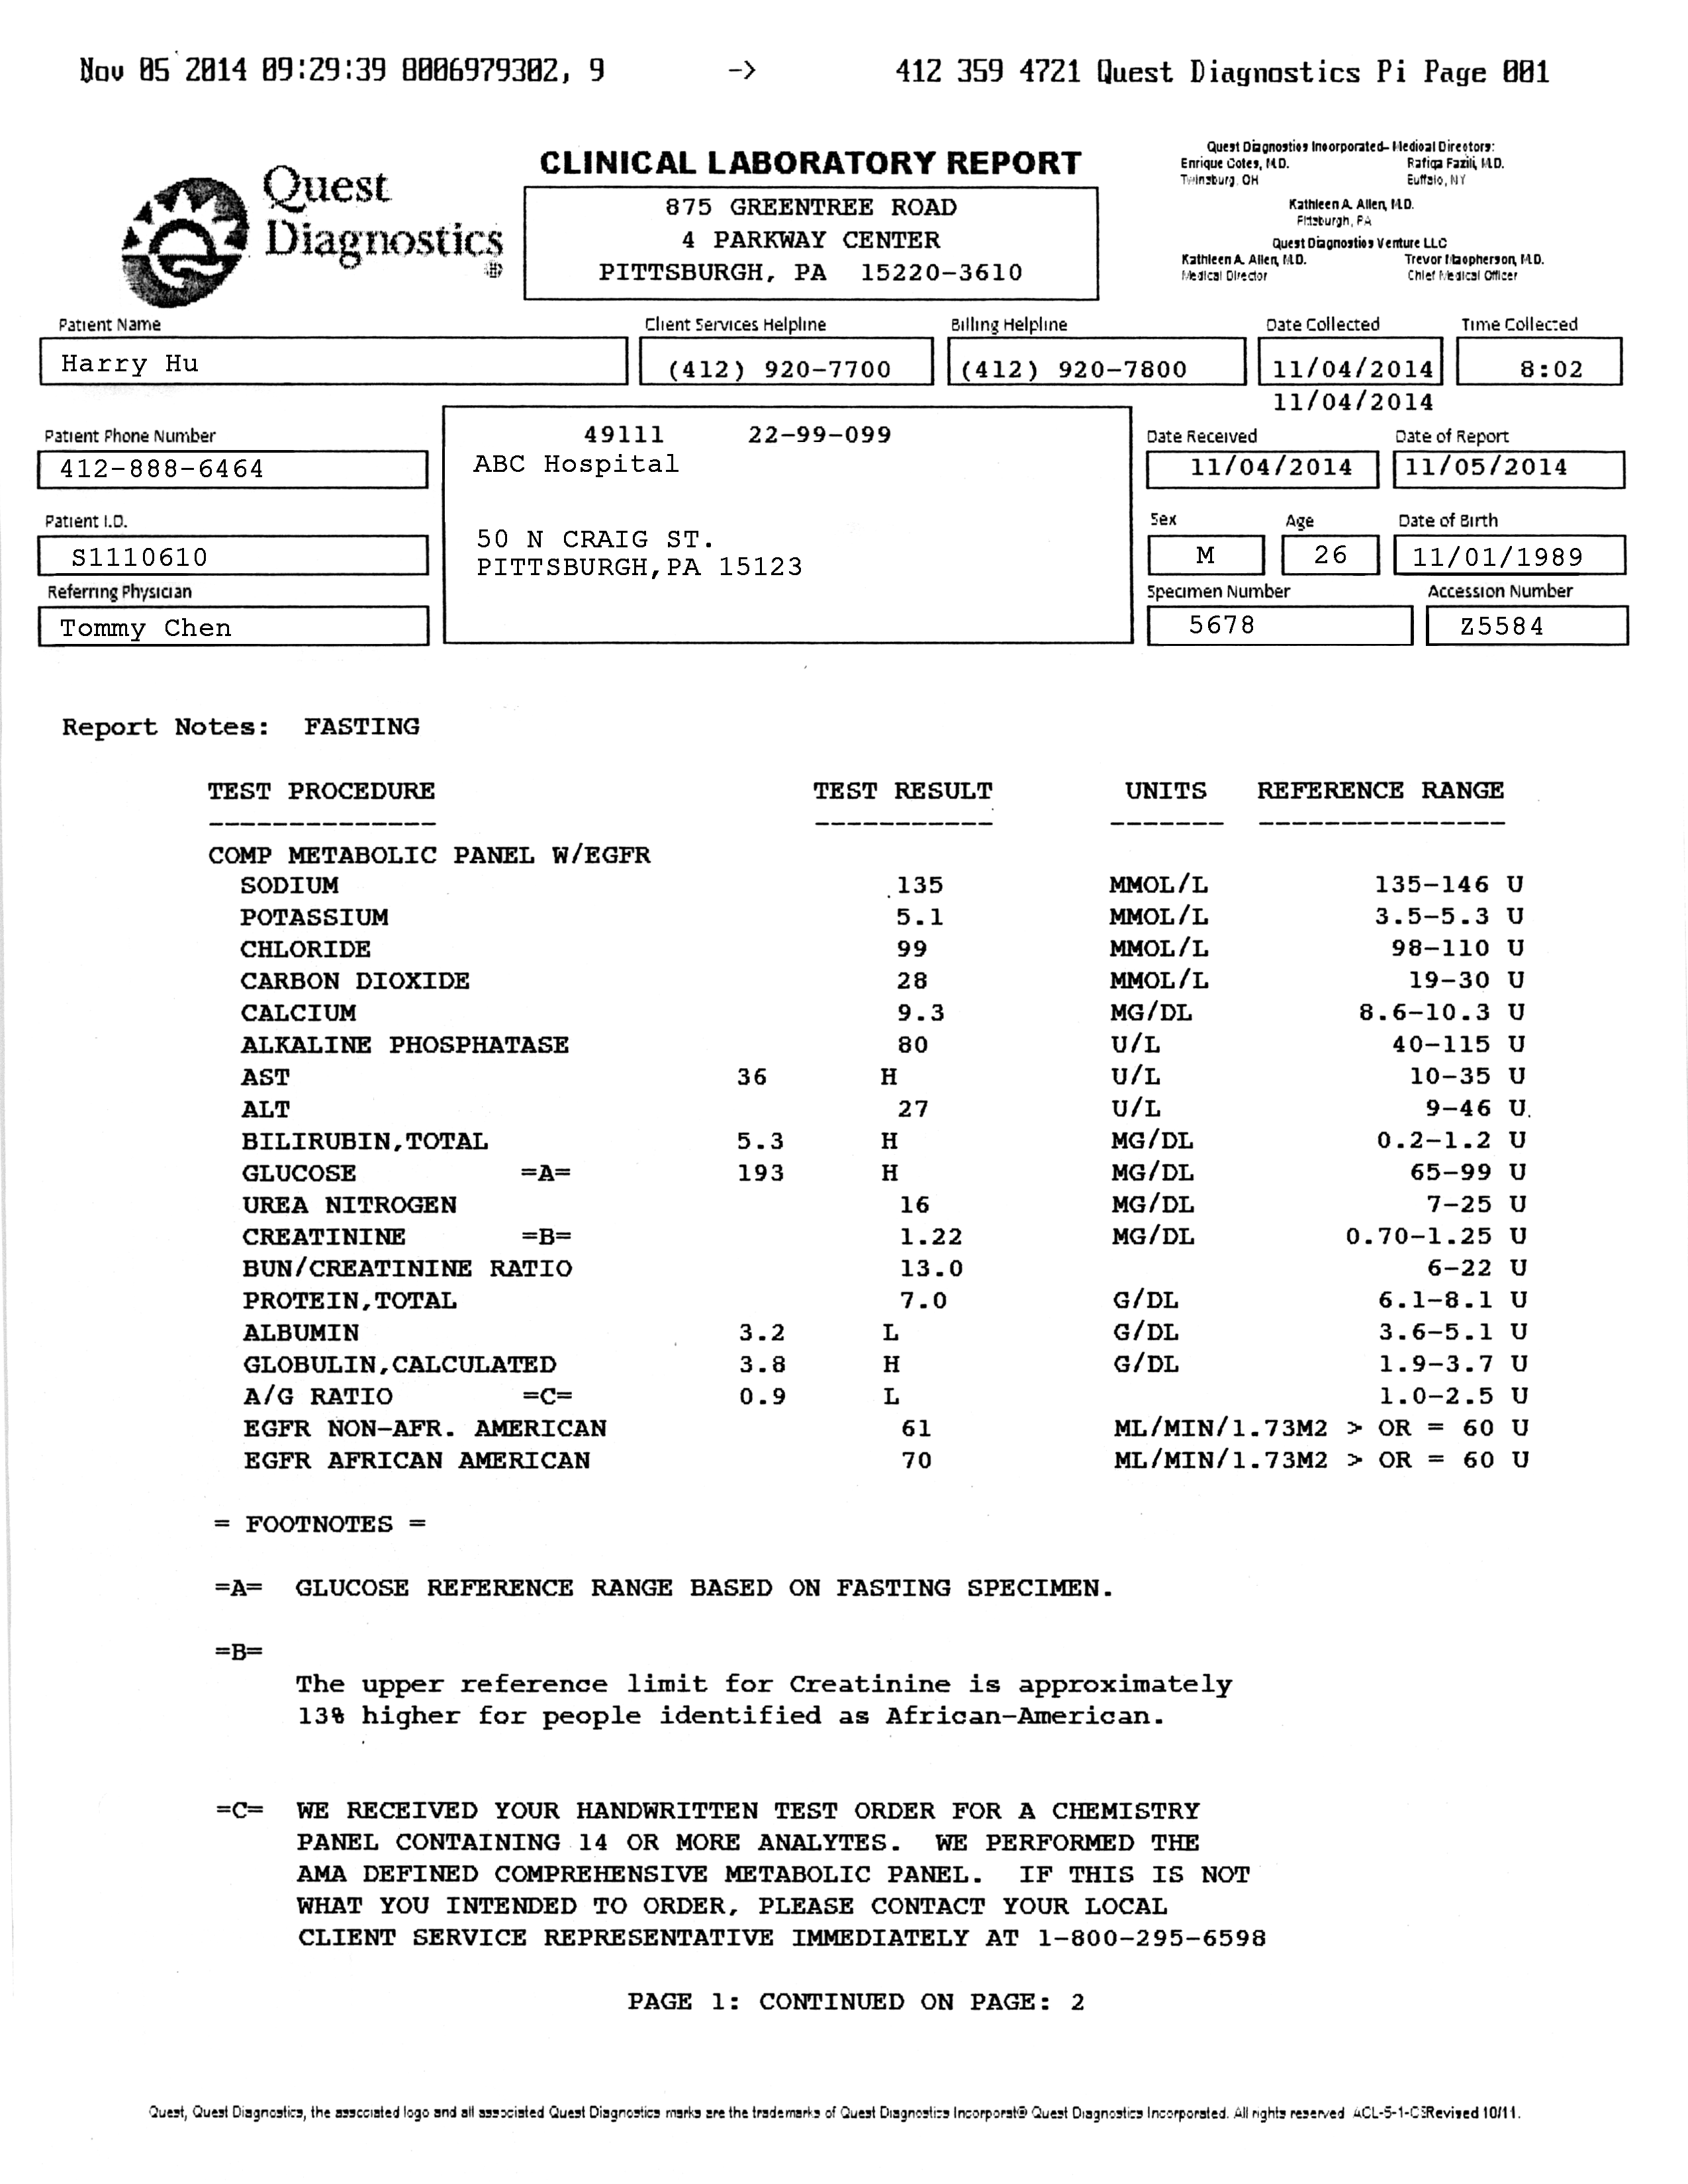 Nov 05 2014 09:29:39 8006979302, 9 -> 412 359 4721 Quest Diagnostics Pi Page 001
Quest Diagnostics
CLINICAL LABORATORY REPORT
875 GREENTREE ROAD
4 PARKWAY CENTER
PITTSBURGH, PA 15220-3610
Quest Diagnostics Incorporated- Medical Directors:
Enrique Cotes, M.D. Rafiqa Fazili, M.D.
Twinsburg, OH Buffalo, NY
Kathleen A. Allen, M.D.
Pittsburgh, PA
Quest Diagnostics Venture LLC
Kathleen A. Allen, M.D. Trevor Macpherson, M.D.
Medical Director Chief Medical Officer
Patient Name Client Services Helpline Billing Helpline Date Collected Time Collected
Harry Hu (412) 920-7700 (412) 920-7800 11/04/2014 8:02
11/04/2014
Patient Phone Number 49111 22-99-099 Date Received Date of Report
412-888-6464 ABC Hospital 11/04/2014 11/05/2014
Patient I.D. Sex Age Date of Birth
50 N CRAIG ST.
S1110610 PITTSBURGH,PA 15123 M 26 11/01/1989
Referring Physician Specimen Number Accession Number
Tommy Chen 5678 Z5584
Report Notes: FASTING
TEST PROCEDURE TEST RESULT UNITS REFERENCE RANGE
-------------- ----------- ------- ---------------
COMP METABOLIC PANEL W/EGFR
SODIUM 135 MMOL/L 135-146 U
POTASSIUM 5.1 MMOL/L 3.5-5.3 U
CHLORIDE 99 MMOL/L 98-110 U
CARBON DIOXIDE 28 MMOL/L 19-30 U
CALCIUM 9.3 MG/DL 8.6-10.3 U
ALKALINE PHOSPHATASE 80 U/L 40-115 U
AST 36 H U/L 10-35 U
ALT 27 U/L 9-46 U
BILIRUBIN,TOTAL 5.3 H MG/DL 0.2-1.2 U
GLUCOSE =A= 193 H MG/DL 65-99 U
UREA NITROGEN 16 MG/DL 7-25 U
CREATININE =B= 1.22 MG/DL 0.70-1.25 U
BUN/CREATININE RATIO 13.0 6-22 U
PROTEIN,TOTAL 7.0 G/DL 6.1-8.1 U
ALBUMIN 3.2 L G/DL 3.6-5.1 U
GLOBULIN,CALCULATED 3.8 H G/DL 1.9-3.7 U
A/G RATIO =C= 0.9 L 1.0-2.5 U
EGFR NON-AFR. AMERICAN 61 ML/MIN/1.73M2 > OR = 60 U
EGFR AFRICAN AMERICAN 70 ML/MIN/1.73M2 > OR = 60 U
= FOOTNOTES =
=A= GLUCOSE REFERENCE RANGE BASED ON FASTING SPECIMEN.
=B=
The upper reference limit for Creatinine is approximately
13% higher for people identified as African-American.
=C= WE RECEIVED YOUR HANDWRITTEN TEST ORDER FOR A CHEMISTRY
PANEL CONTAINING 14 OR MORE ANALYTES. WE PERFORMED THE
AMA DEFINED COMPREHENSIVE METABOLIC PANEL. IF THIS IS NOT
WHAT YOU INTENDED TO ORDER, PLEASE CONTACT YOUR LOCAL
CLIENT SERVICE REPRESENTATIVE IMMEDIATELY AT 1-800-295-6598
PAGE 1: CONTINUED ON PAGE: 2
Quest, Quest Diagnostics, the associated logo and all associated Quest Diagnostics marks are the trademarks of Quest Diagnostics Incorporat® Quest Diagnostics Incorporated. All rights reserved ACL-5-1-CSRevised 10/11.